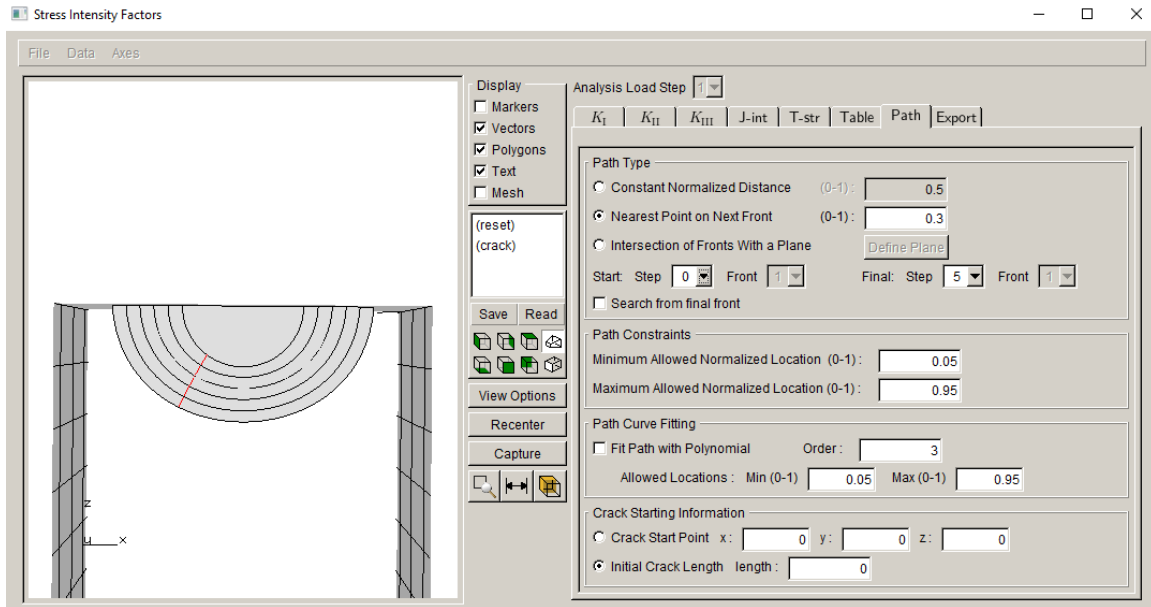 Stress Intensity Factors
File Data Axes
Display
Markers
Vectors
Polygons
Text
Mesh
(reset)
(crack)
Save Read
View Options
Recenter
Capture
z
y x
Analysis Load Step 1
K_I K_II K_III J-int T-str Table Path Export
Path Type
Constant Normalized Distance (0-1) : 0.5
Nearest Point on Next Front (0-1) : 0.3
Intersection of Fronts With a Plane Define Plane
Start: Step 0 Front 1 Final: Step 5 Front 1
Search from final front
Path Constraints
Minimum Allowed Normalized Location (0-1) : 0.05
Maximum Allowed Normalized Location (0-1) : 0.95
Path Curve Fitting
Fit Path with Polynomial Order : 3
Allowed Locations : Min (0-1) 0.05 Max (0-1) 0.95
Crack Starting Information
Crack Start Point x : 0 y : 0 z : 0
Initial Crack Length length : 0